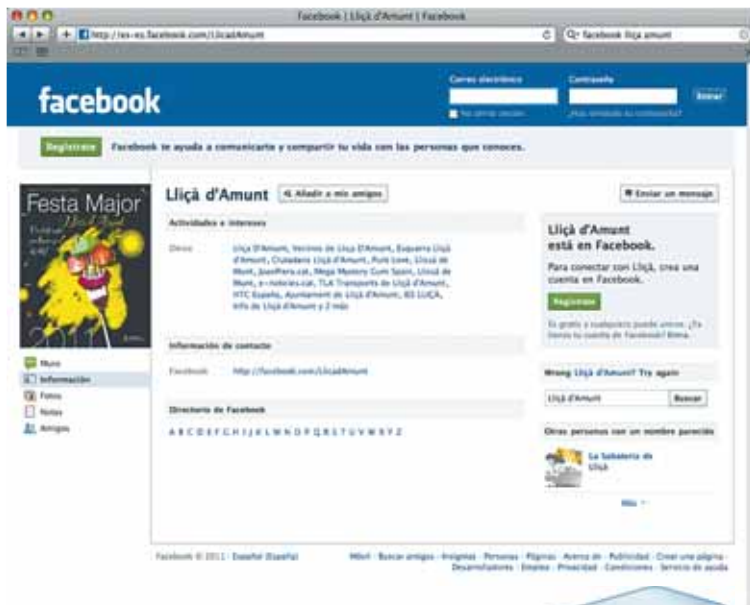 Facebook | Lliçà d'Amunt | Facebook
http://es-es.facebook.com/LlicadAmunt
facebook lliça amunt
facebook
Correo electrónico
Contraseña
Entrar
No cerrar sesión
¿Has olvidado tu contraseña?
Regístrate
Facebook te ayuda a comunicarte y compartir tu vida con las personas que conoces.
Festa Major
2011
Muro
Información
Fotos
Notas
Amigos
Lliçà d'Amunt
Añadir a mis amigos
Actividades e intereses
Otros
Lliça D'Amunt, Vecinos de Lliça D'Amunt, Esquerra Lliçà
d'Amunt, Ciutadans Lliçà d'Amunt, Pure Love, Llissà de
Munt, JoanPiera.cat, Mega Mystery Gum Spain, Llissá de
Munt, e-noticies.cat, TLA Transports de Lliçà d'Amunt,
HTC España, Ajuntament de Lliçà d'Amunt,
Info de Lliçà d'Amunt y 2 más
Información de contacto
Facebook
http://facebook.com/LlicadAmunt
Directorio de Facebook
A B C D E F G H I J K L M N O P Q R S T U V W X Y Z
Enviar un mensaje
Lliçà d'Amunt
está en Facebook.
Para conectar con Lliçà, crea una
cuenta en Facebook.
Regístrate
Es gratis y cualquiera puede unirse. ¿Ya
tienes tu cuenta de Facebook? Entra.
Wrong Lliçà d'Amunt? Try again
Lliçà d'Amunt
Buscar
Otras personas con un nombre parecido
La Sabateria de
Lliçà
Más
Facebook © 2011 · Español (España)
Móvil · Buscar amigos · Insignias · Personas · Páginas · Acerca de · Publicidad · Crear una página ·
Desarrolladores · Empleo · Privacidad · Condiciones · Servicio de ayuda